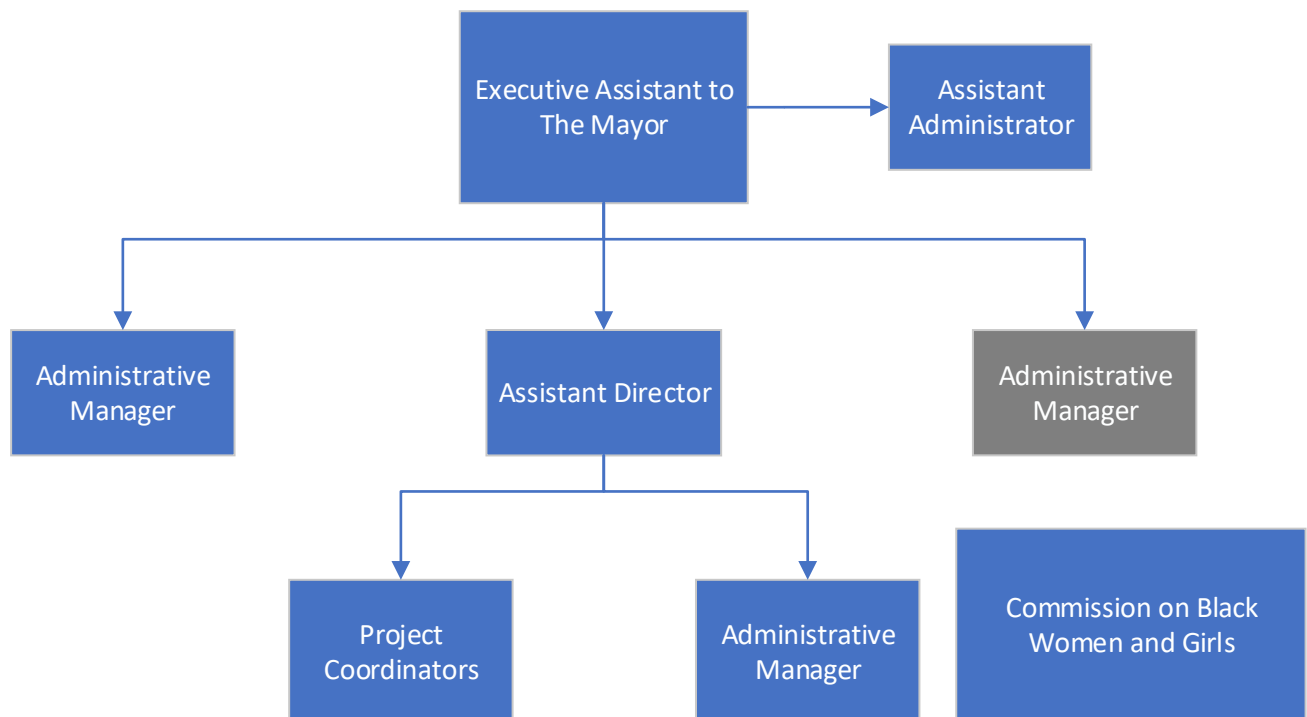 Executive Assistant to
The Mayor
Assistant
Administrator
Administrative
Manager
Assistant Director
Administrative
Manager
Project
Coordinators
Administrative
Manager
Commission on Black
Women and Girls